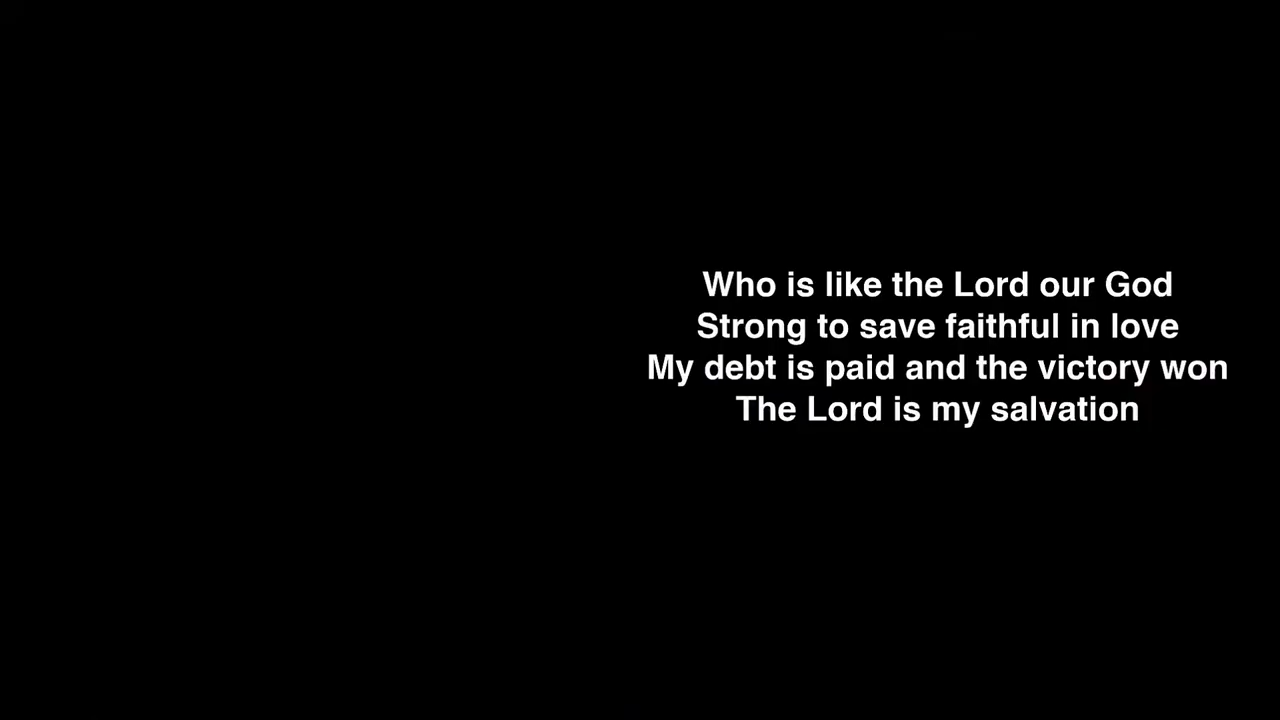 Who is like the Lord our God
Strong to save faithful in love
My debt is paid and the victory won
The Lord is my salvation